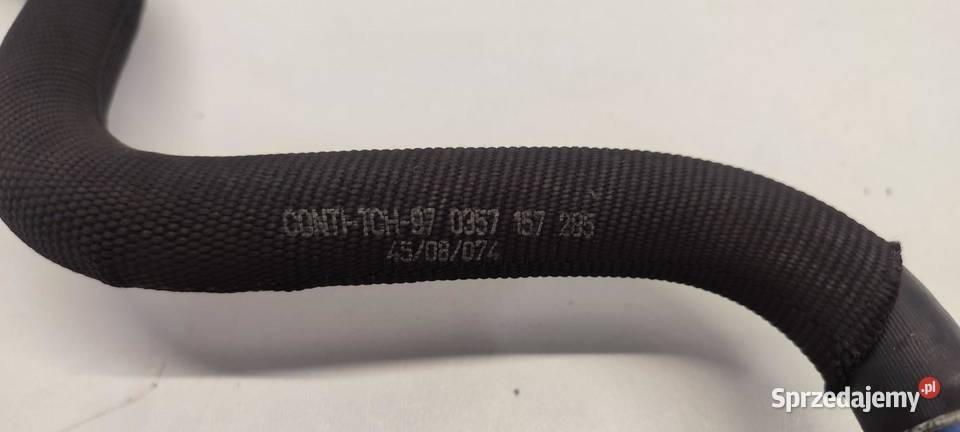 CONTI-TCH-97 0357 157 285
45/08/074
Sprzedajemy.pl